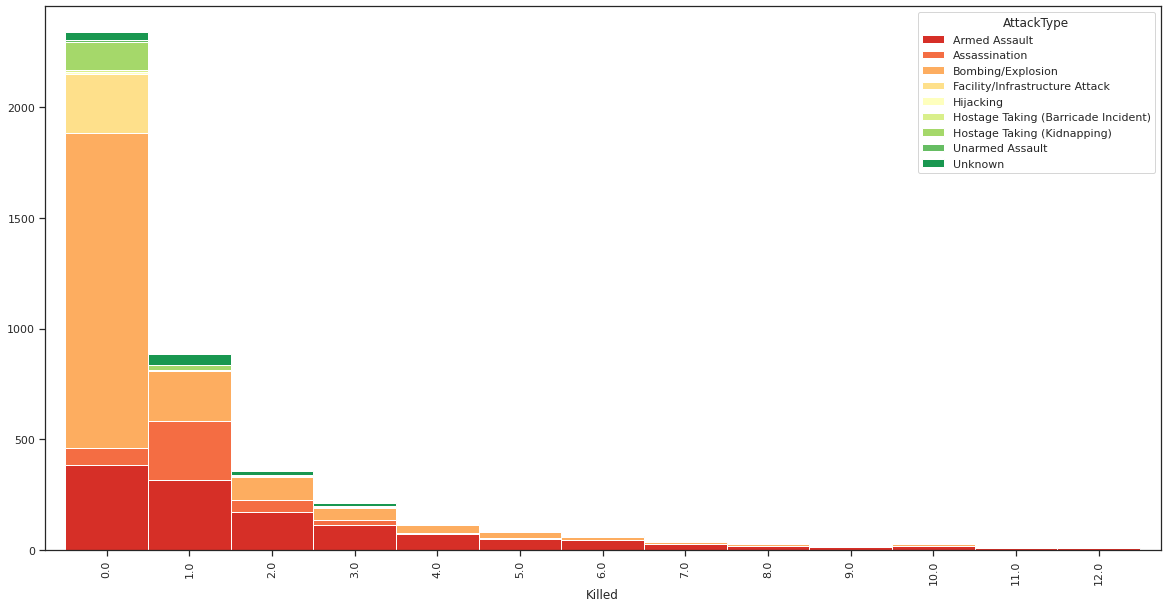 AttackType
Armed Assault
Assassination
Bombing/Explosion
Facility/Infrastructure Attack
Hijacking
Hostage Taking (Barricade Incident)
Hostage Taking (Kidnapping)
Unarmed Assault
Unknown
2000
1500
1000
500
0
0.0 1.0 2.0 3.0 4.0 5.0 6.0 7.0 8.0 9.0 10.0 11.0 12.0
Killed